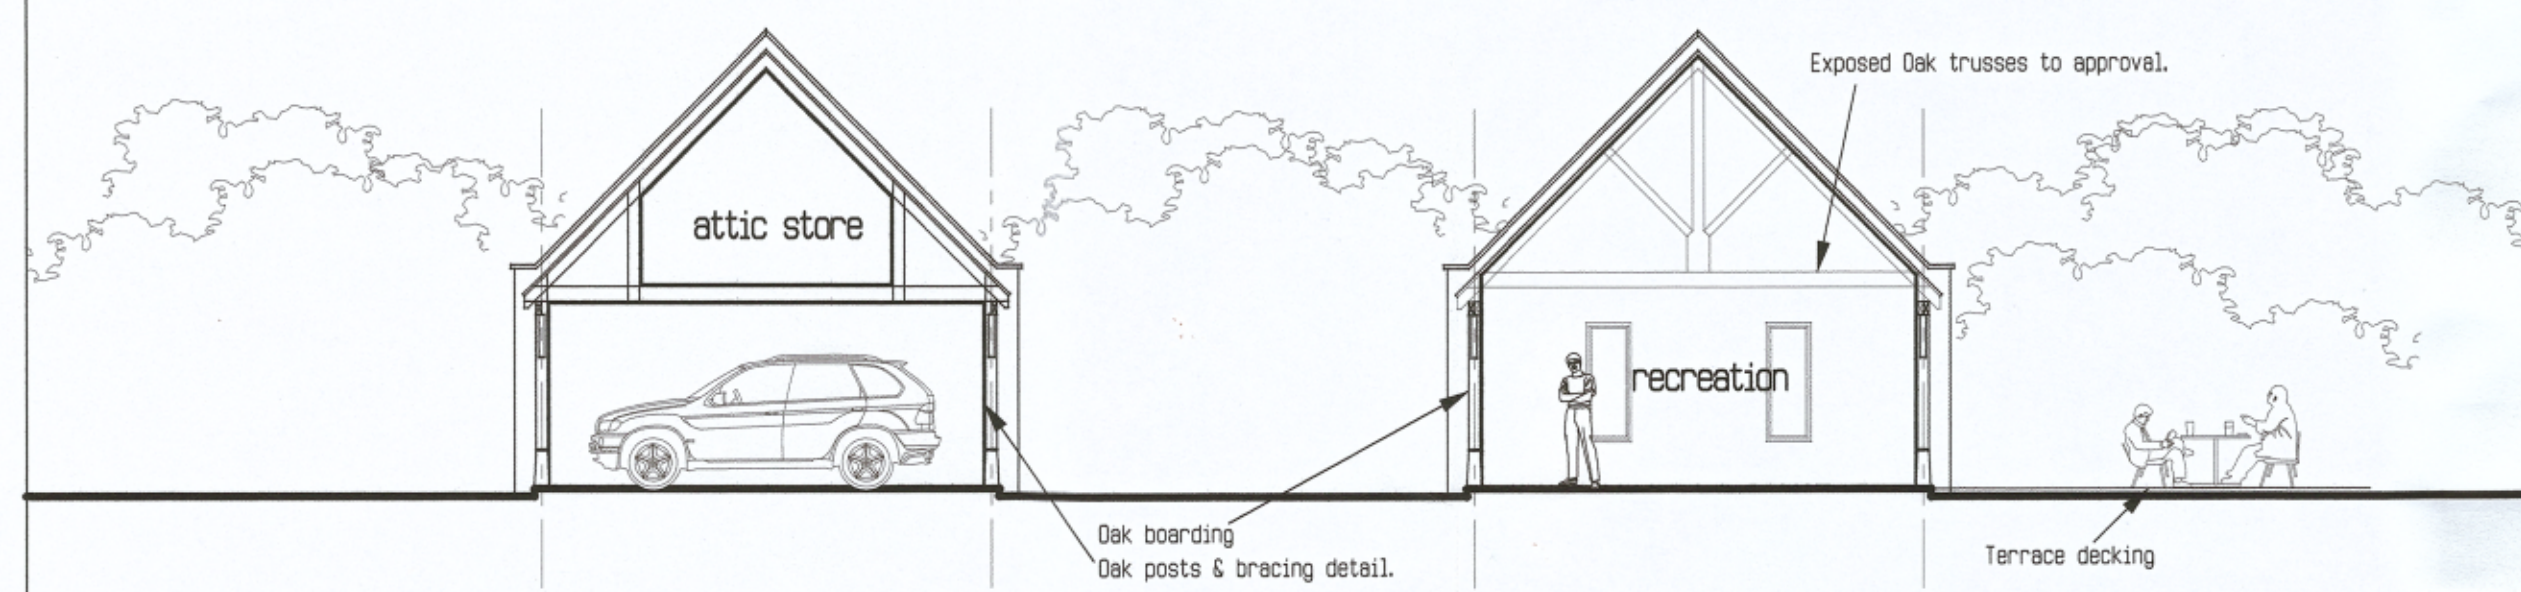 Exposed Oak trusses to approval.
attic store
recreation
Oak boarding
Oak posts & bracing detail.
Terrace decking